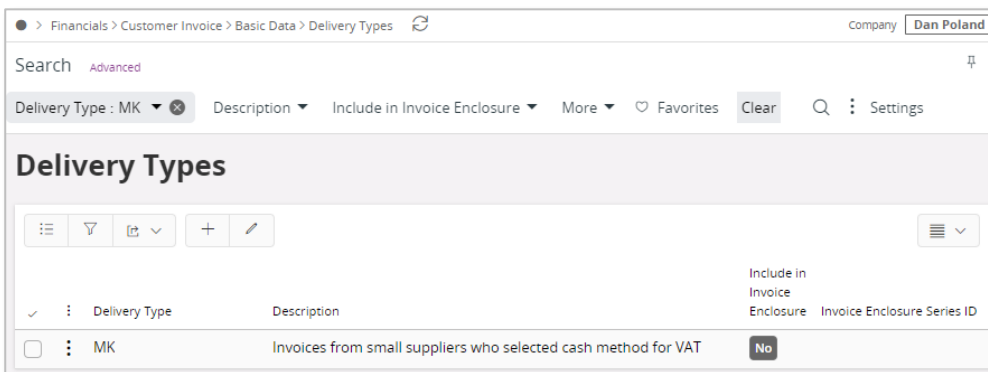 > Financials > Customer Invoice > Basic Data > Delivery Types Company Dan Poland
Search Advanced
Delivery Type : MK Description Include in Invoice Enclosure More Favorites Clear Settings
Delivery Types
Include in
Invoice
Delivery Type Description Enclosure Invoice Enclosure Series ID
MK Invoices from small suppliers who selected cash method for VAT No